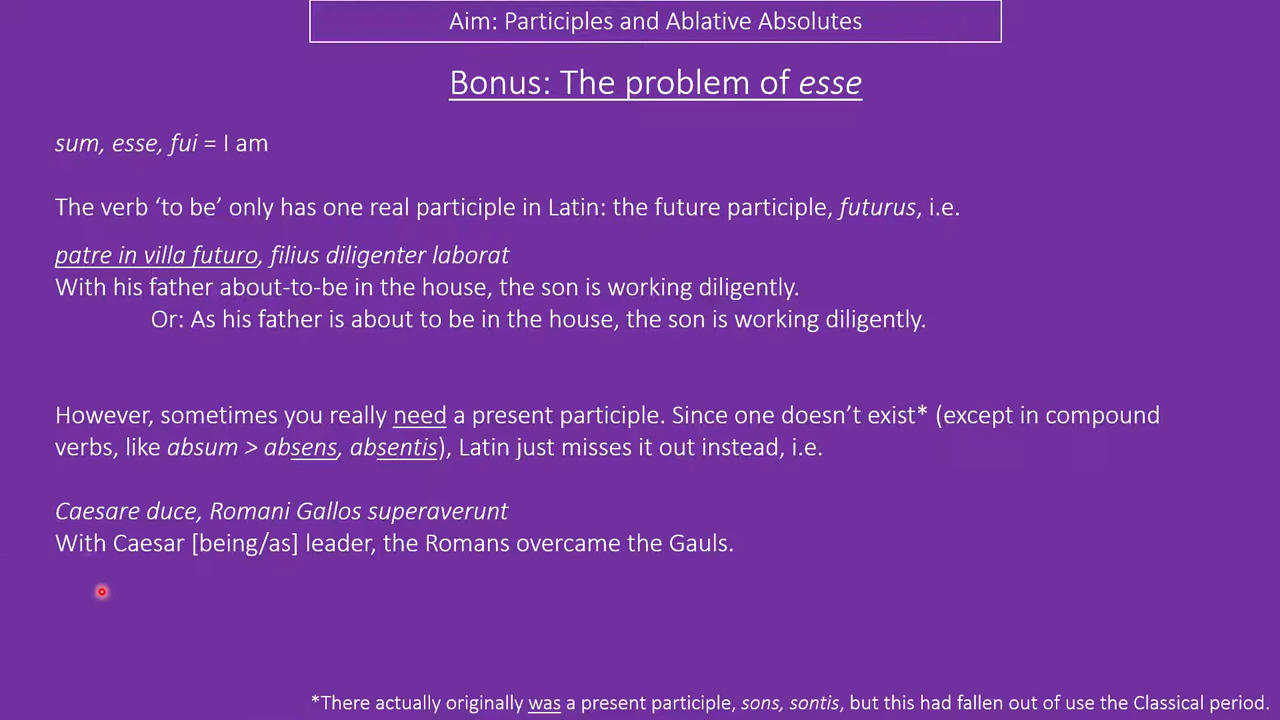 Aim: Participles and Ablative Absolutes
Bonus: The problem of esse
sum, esse, fui = I am
The verb ‘to be’ only has one real participle in Latin: the future participle, futurus, i.e.
patre in villa futuro, filius diligenter laborat
With his father about-to-be in the house, the son is working diligently.
Or: As his father is about to be in the house, the son is working diligently.
However, sometimes you really need a present participle. Since one doesn’t exist* (except in compound
verbs, like absum > absens, absentis), Latin just misses it out instead, i.e.
Caesare duce, Romani Gallos superaverunt
With Caesar [being/as] leader, the Romans overcame the Gauls.
*There actually originally was a present participle, sons, sontis, but this had fallen out of use the Classical period.